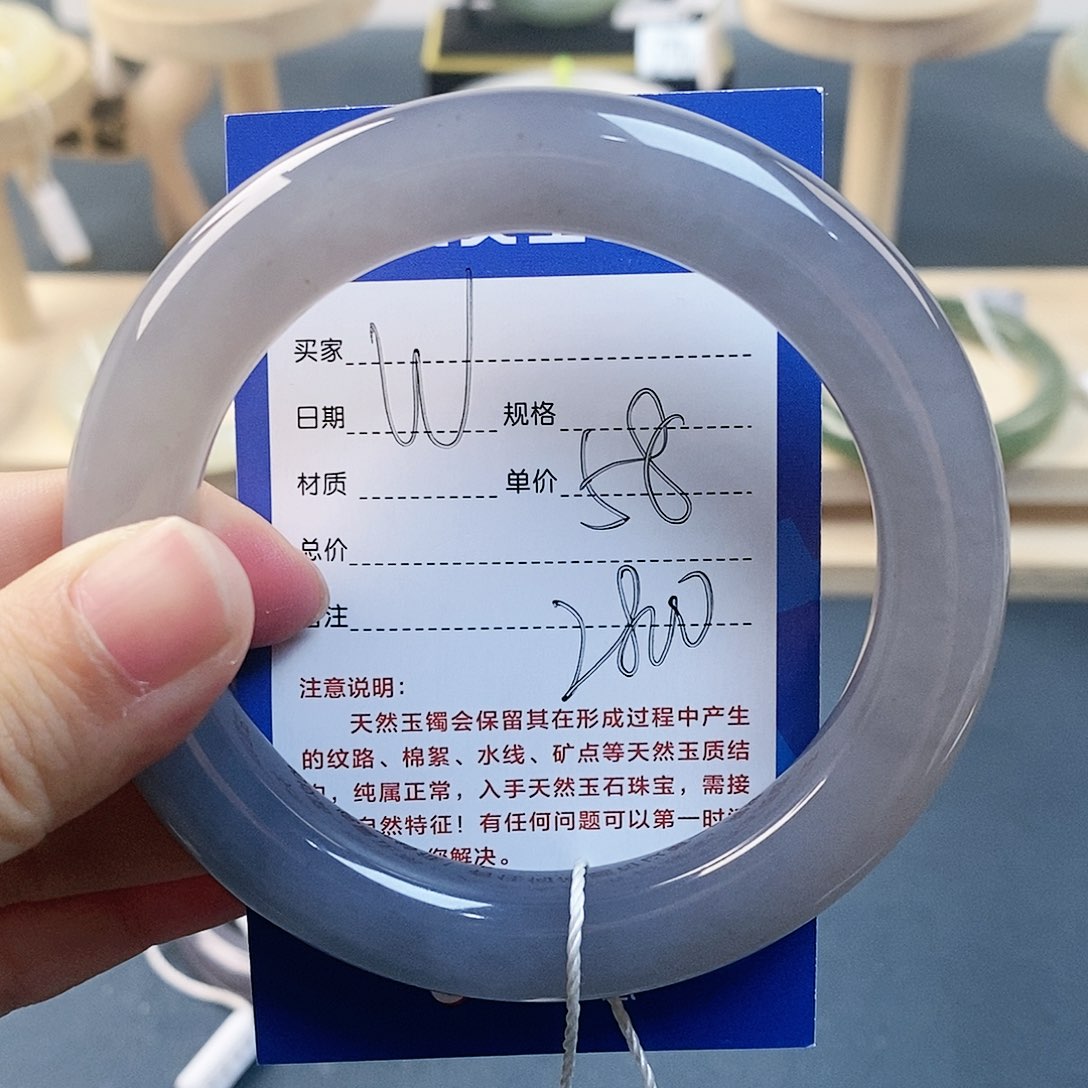 买家
W
日期 规格
58
材质 单价
总价
注
2800
注意说明：
天然玉镯会保留其在形成过程中产生
的纹路、棉絮、水线、矿点等天然玉质结
，纯属正常，入手天然玉石珠宝，需接
自然特征！有任何问题可以第一时
您解决。